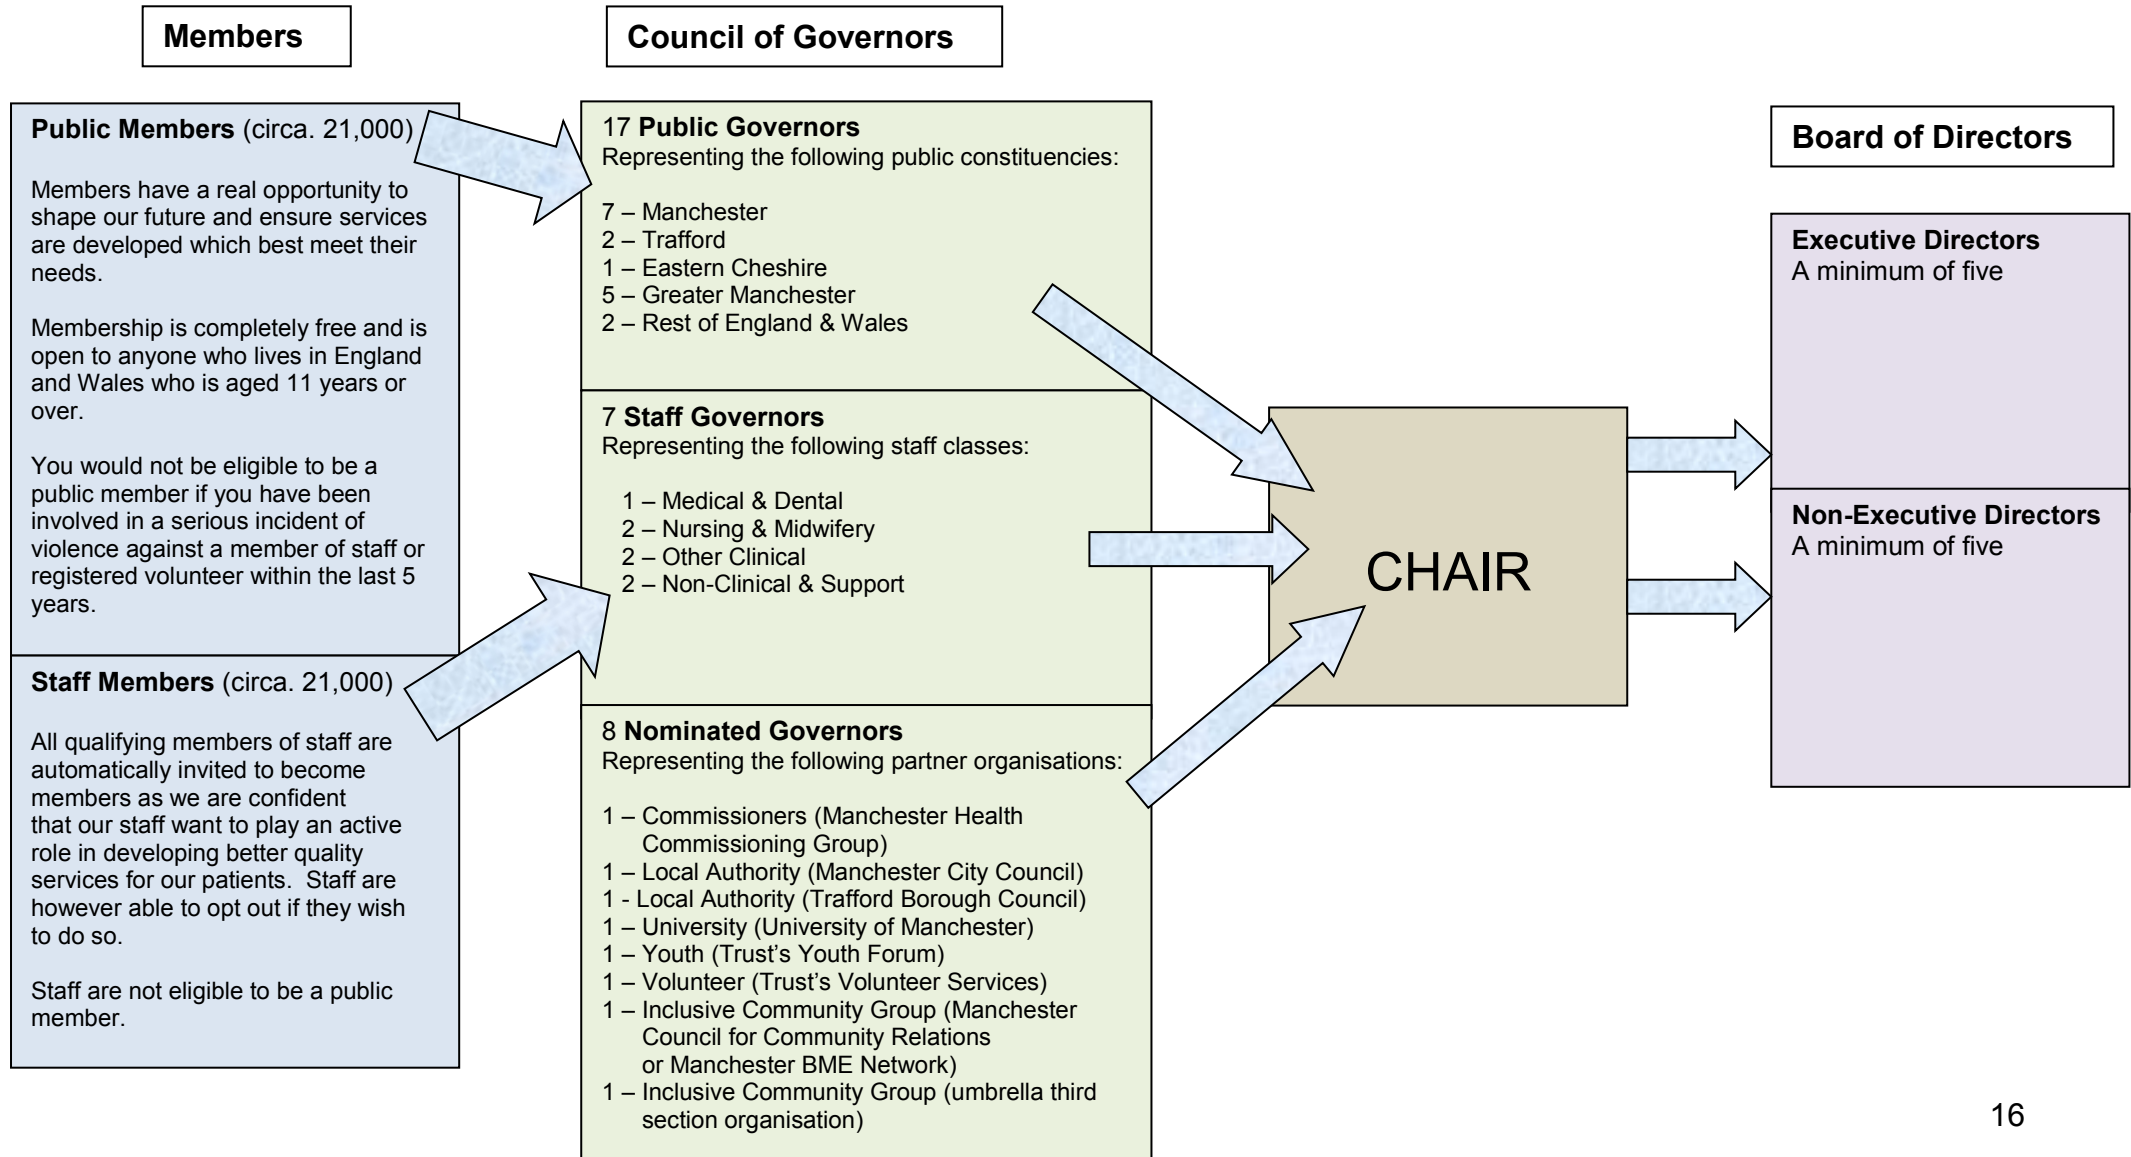 Members
Public Members (circa. 21,000)
Members have a real opportunity to
shape our future and ensure services
are developed which best meet their
needs.
Membership is completely free and is
open to anyone who lives in England
and Wales who is aged 11 years or
over.
You would not be eligible to be a
public member if you have been
involved in a serious incident of
violence against a member of staff or
registered volunteer within the last 5
years.
Staff Members (circa. 21,000)
All qualifying members of staff are
automatically invited to become
members as we are confident
that our staff want to play an active
role in developing better quality
services for our patients.  Staff are
however able to opt out if they wish
to do so.
Staff are not eligible to be a public
member.
Council of Governors
17 Public Governors
Representing the following public constituencies:
7 – Manchester
2 – Trafford
1 – Eastern Cheshire
5 – Greater Manchester
2 – Rest of England & Wales
7 Staff Governors
Representing the following staff classes:
1 – Medical & Dental
2 – Nursing & Midwifery
2 – Other Clinical
2 – Non-Clinical & Support
8 Nominated Governors
Representing the following partner organisations:
1 – Commissioners (Manchester Health
Commissioning Group)
1 – Local Authority (Manchester City Council)
1 - Local Authority (Trafford Borough Council)
1 – University (University of Manchester)
1 – Youth (Trust's Youth Forum)
1 – Volunteer (Trust's Volunteer Services)
1 – Inclusive Community Group (Manchester
Council for Community Relations
or Manchester BME Network)
1 – Inclusive Community Group (umbrella third
section organisation)
CHAIR
Board of Directors
Executive Directors
A minimum of five
Non-Executive Directors
A minimum of five
16